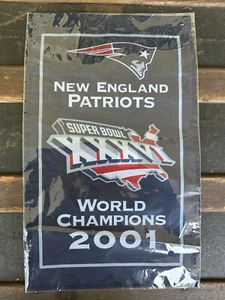 NEW ENGLAND
PATRIOTS
SUPER BOWL
XXXVI
WORLD
CHAMPIONS
2001